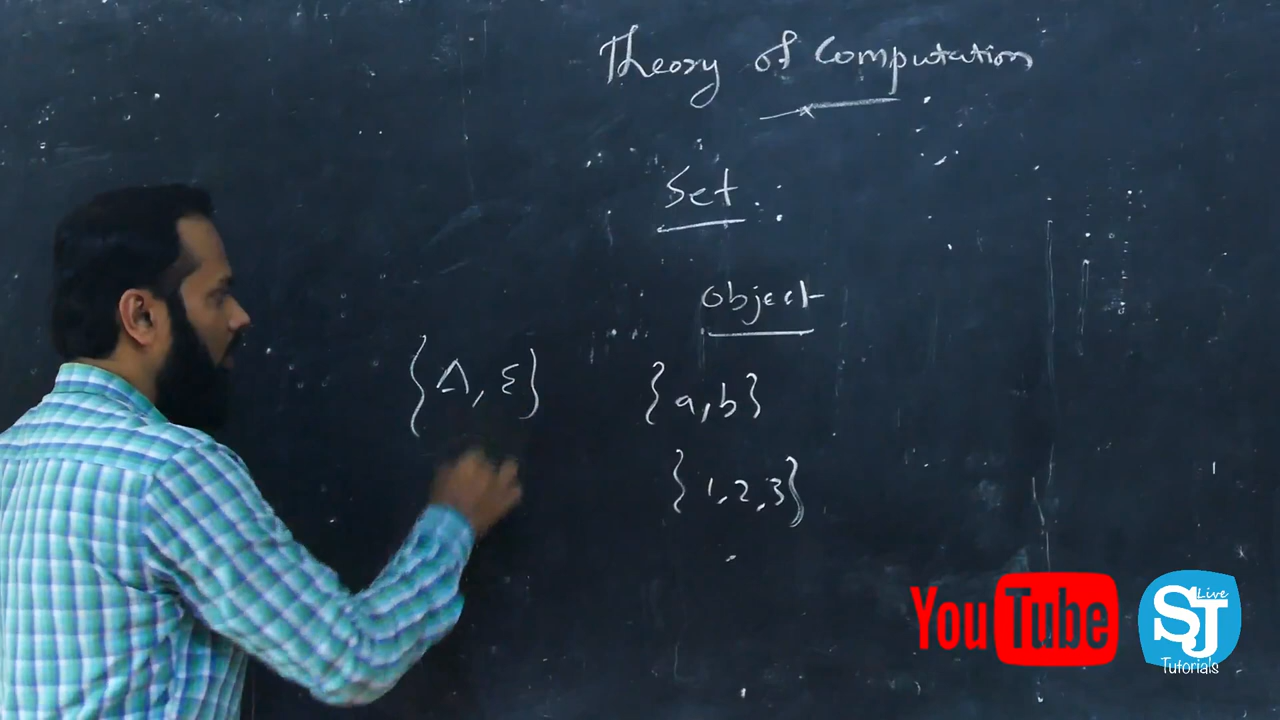 Theory of Computation
Set :
object
{ Δ, ε }
{ a, b }
{ 1, 2, 3 }
YouTube
SJ Live
Tutorials